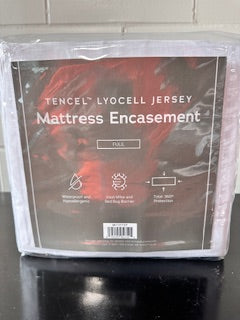 TENCEL™ LYOCELL JERSEY
Mattress Encasement
FULL
Waterproof and
Hypoallergenic
Dust Mite and
Bed Bug Barrier
Total 360°
Protection